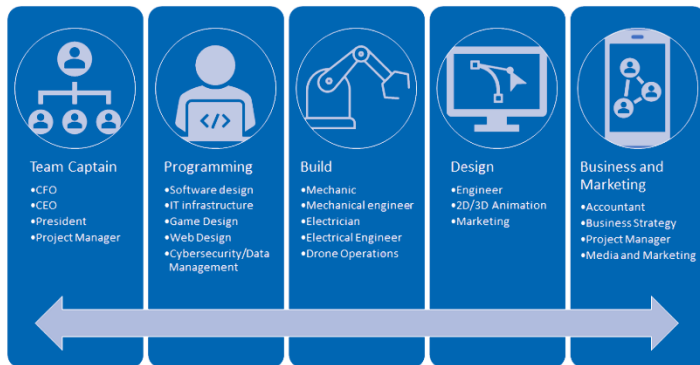 </>
Team Captain
•CFO
•CEO
•President
•Project Manager
Programming
•Software design
•IT infrastructure
•Game Design
•Web Design
•Cybersecurity/Data
Management
Build
•Mechanic
•Mechanical engineer
•Electrician
•Electrical Engineer
•Drone Operations
Design
•Engineer
•2D/3D Animation
•Marketing
Business and
Marketing
•Accountant
•Business Strategy
•Project Manager
•Media and Marketing